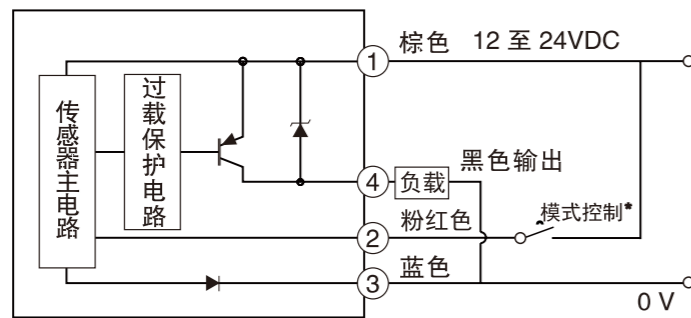 ① 棕色 12 至 24VDC
传感器主电路
过载保护电路
④ 负载 黑色输出
② 粉红色 模式控制*
③ 蓝色
0 V